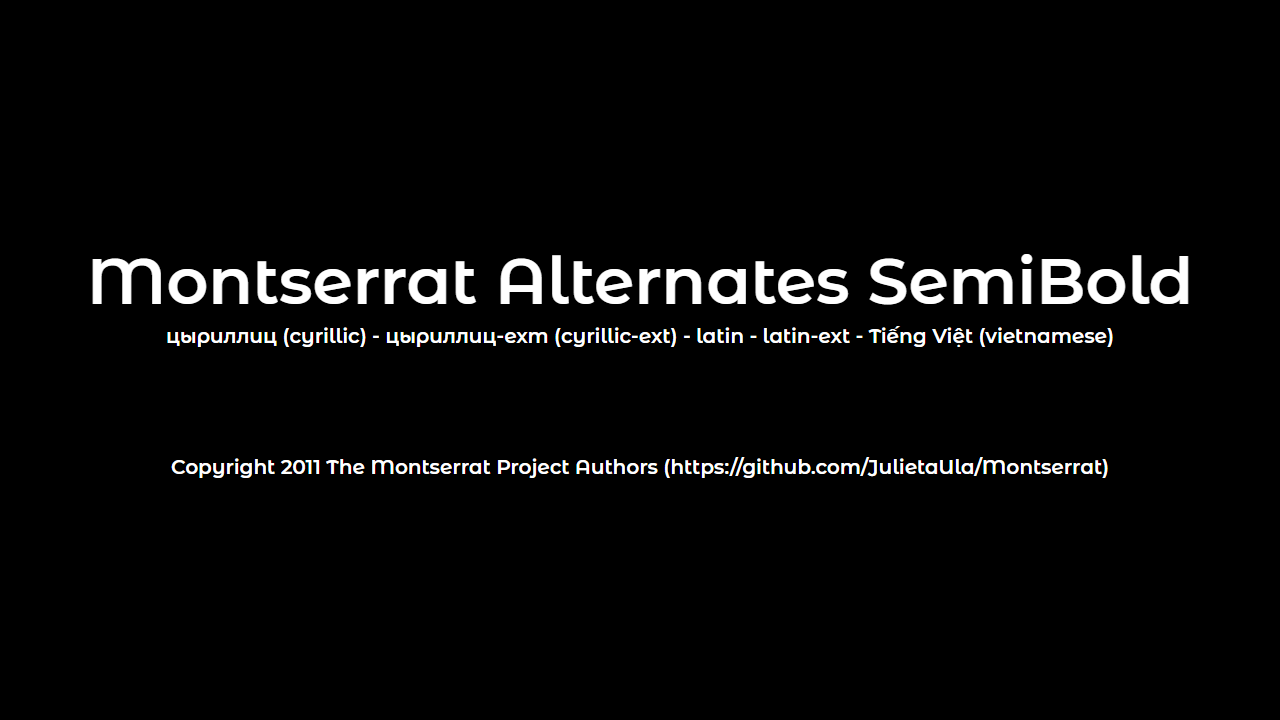 Montserrat Alternates SemiBold
цыриллиц (cyrillic) - цыриллиц-ехт (cyrillic-ext) - latin - latin-ext - Tiếng Việt (vietnamese)
Copyright 2011 The Montserrat Project Authors (https://github.com/JulietaUla/Montserrat)